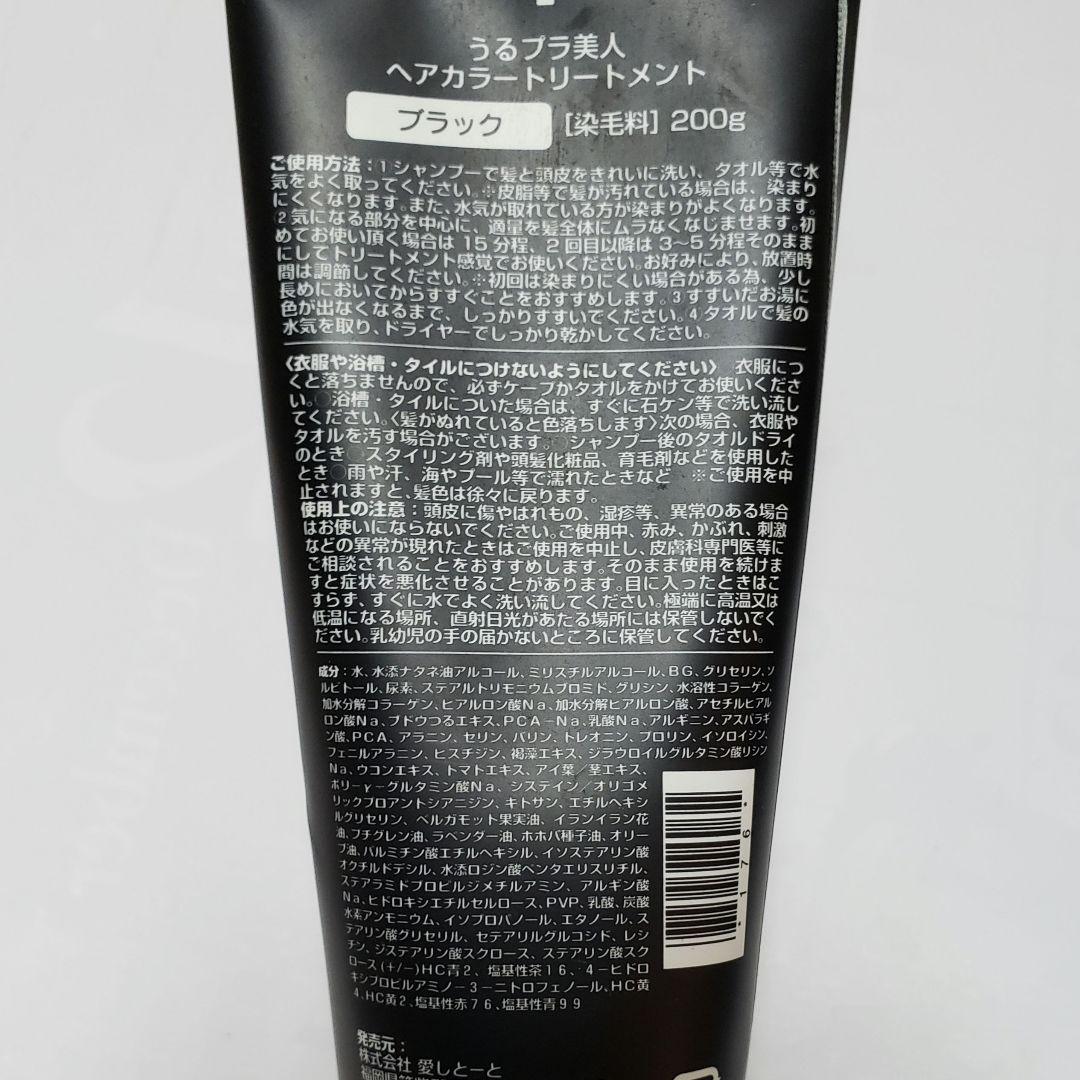 うるプラ美人
ヘアカラートリートメント
ブラック [染毛料] 200g
ご使用方法:1 シャンプーで髪と頭皮をきれいに洗い、タオル等で水
気をよく取ってください。※皮脂等で髪が汚れている場合は、染まり
にくくなります。また、水気が取れている方が染まりがよくなります。
2 気になる部分を中心に、適量を髪全体にムラなくなじませます。初
めてお使い頂く場合は 15 分程、2 回目以降は 3〜5 分程そのまま
にしてトリートメント感覚でお使いください。お好みにより、放置時
間は調節してください。※初回は染まりにくい場合がある為、少し
長めにおいてからすすぐことをおすすめします。3 すすいだお湯に
色が出なくなるまで、しっかりすすいでください。4 タオルで髪の
水気を取り、ドライヤーでしっかり乾かしてください。
〈衣服や浴槽・タイルにつけないようにしてください〉 衣服につ
くと落ちませんので、必ずケープかタオルをかけてお使いくださ
い。●浴槽・タイルについた場合は、すぐに石ケン等で洗い流し
てください。〈髪がぬれていると色落ちします〉次の場合、衣服や
タオルを汚す場合がございます。●シャンプー後のタオルドライ
のとき●スタイリング剤や頭髪化粧品、育毛剤などを使用した
とき●雨や汗、海やプール等で濡れたときなど ※ご使用を中
止されますと、髪色は徐々に戻ります。
使用上の注意:頭皮に傷やはれもの、湿疹等、異常のある場合
はお使いにならないでください。ご使用中、赤み、かぶれ、刺激
などの異常が現れたときはご使用を中止し、皮膚科専門医等に
ご相談されることをおすすめします。そのまま使用を続けま
すと症状を悪化させることがあります。目に入ったときはこ
すらず、すぐに水でよく洗い流してください。極端に高温又は
低温になる場所、直射日光があたる場所には保管しないでく
ださい。乳幼児の手の届かないところに保管してください。
成分:水、水添ナタネ油アルコール、ミリスチルアルコール、BG、グリセリン、ソ
ルビトール、尿素、ステアルトリモニウムブロミド、グリシン、水溶性コラーゲン、
加水分解コラーゲン、ヒアルロン酸Na、加水分解ヒアルロン酸、アセチルヒアル
ロン酸Na、ブドウつるエキス、PCA−Na、乳酸Na、アルギニン、アスパラギ
ン酸、PCA、アラニン、セリン、バリン、トレオニン、プロリン、イソロイシン、
フェニルアラニン、ヒスチジン、褐藻エキス、ジラウロイルグルタミン酸リシン
Na、ウコンエキス、トマトエキス、アイ葉/茎エキス、
ポリ−γ−グルタミン酸Na、システイン/オリゴメ
リックプロアントシアニジン、キトサン、エチルヘキシ
ルグリセリン、ベルガモット果実油、イランイラン花
油、プチグレン油、ラベンダー油、ホホバ種子油、オリー
ブ油、パルミチン酸エチルヘキシル、イソステアリン酸
オクチルドデシル、水添ロジン酸ペンタエリスリチル、
ステアラミドプロピルジメチルアミン、アルギン酸
Na、ヒドロキシエチルセルロース、PVP、乳酸、炭酸
水素アンモニウム、イソプロパノール、エタノール、ス
テアリン酸グリセリル、セテアリルグルコシド、レシ
チン、ジステアリン酸スクロース、ステアリン酸スク
ロース(+/−)HC青2、塩基性茶16、4−ヒドロ
キシプロピルアミノ−3−ニトロフェノール、HC黄
4、HC黄2、塩基性赤76、塩基性青99
*176*
発売元:
株式会社 愛しとーと